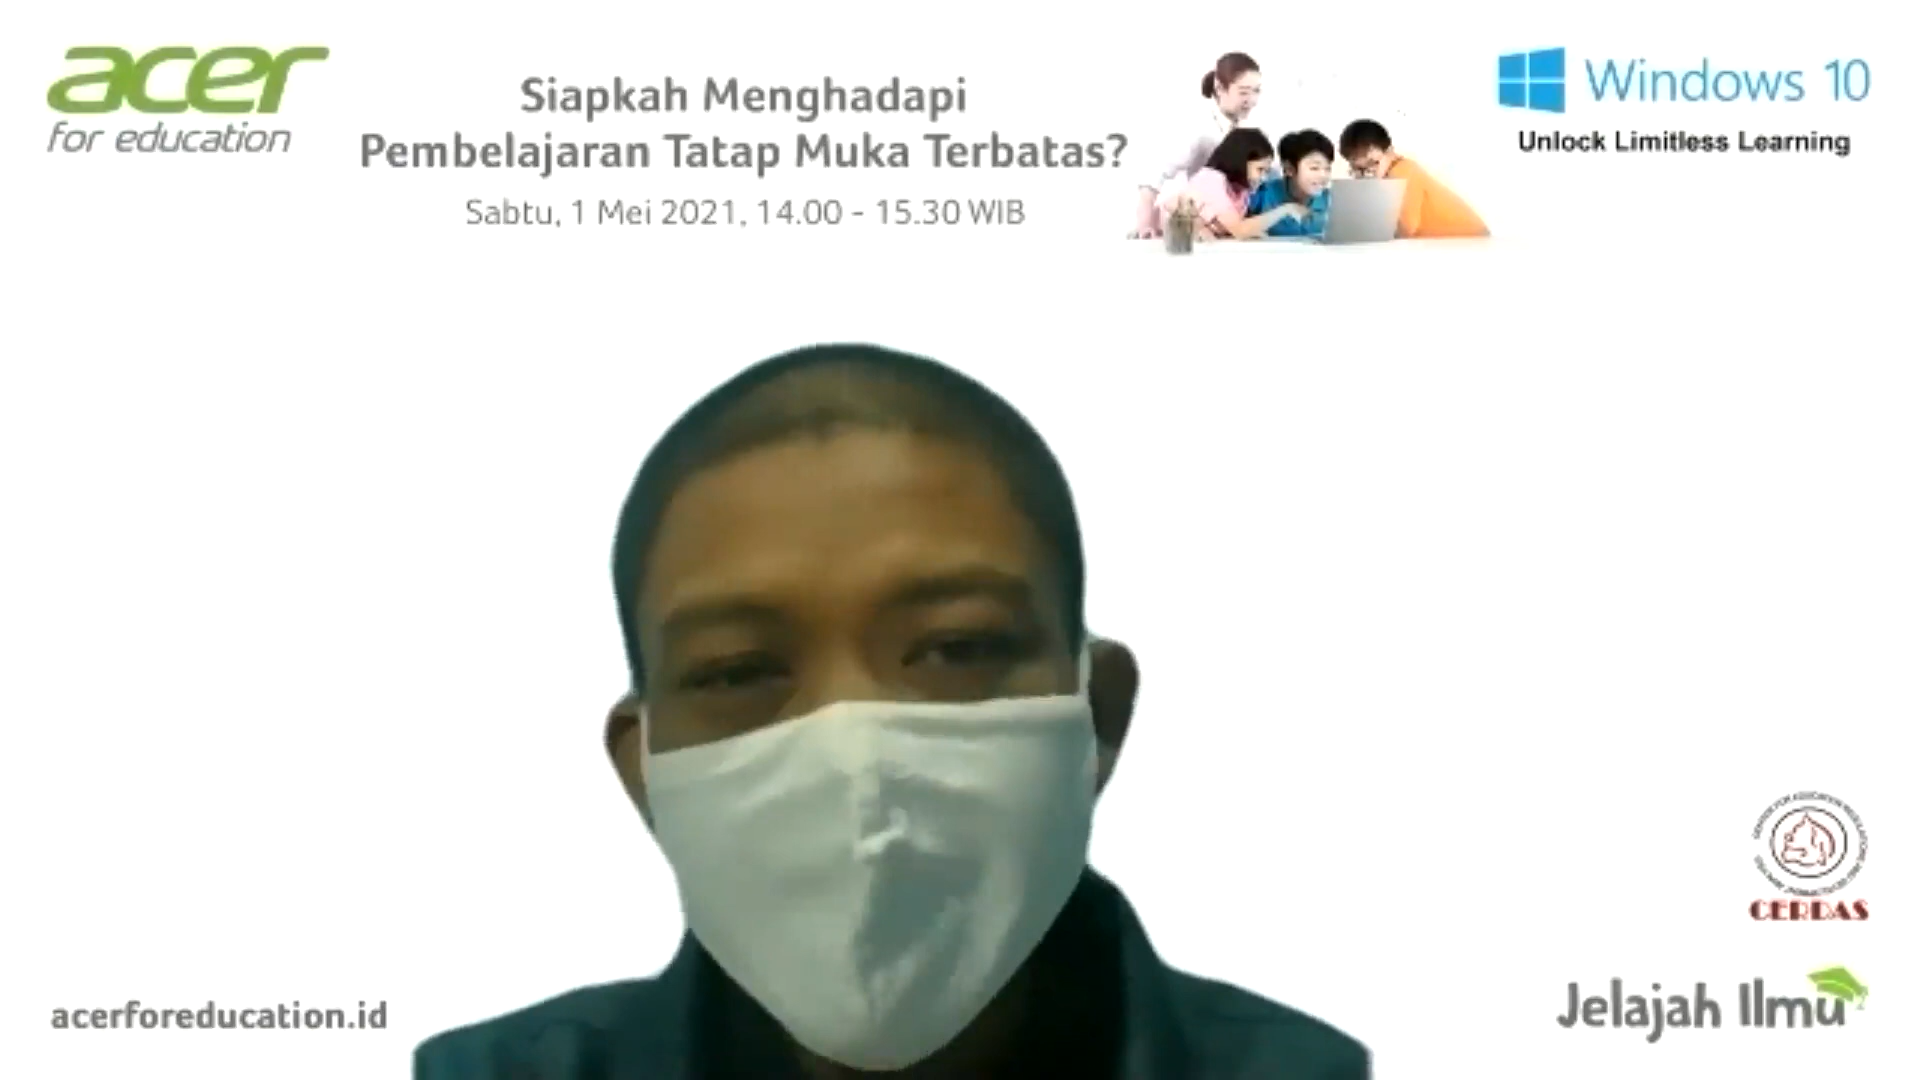 acer
for education
Siapkah Menghadapi
Pembelajaran Tatap Muka Terbatas?
Sabtu, 1 Mei 2021, 14.00 - 15.30 WIB
Windows 10
Unlock Limitless Learning
CERDAS
acerforeducation.id
Jelajah Ilmu